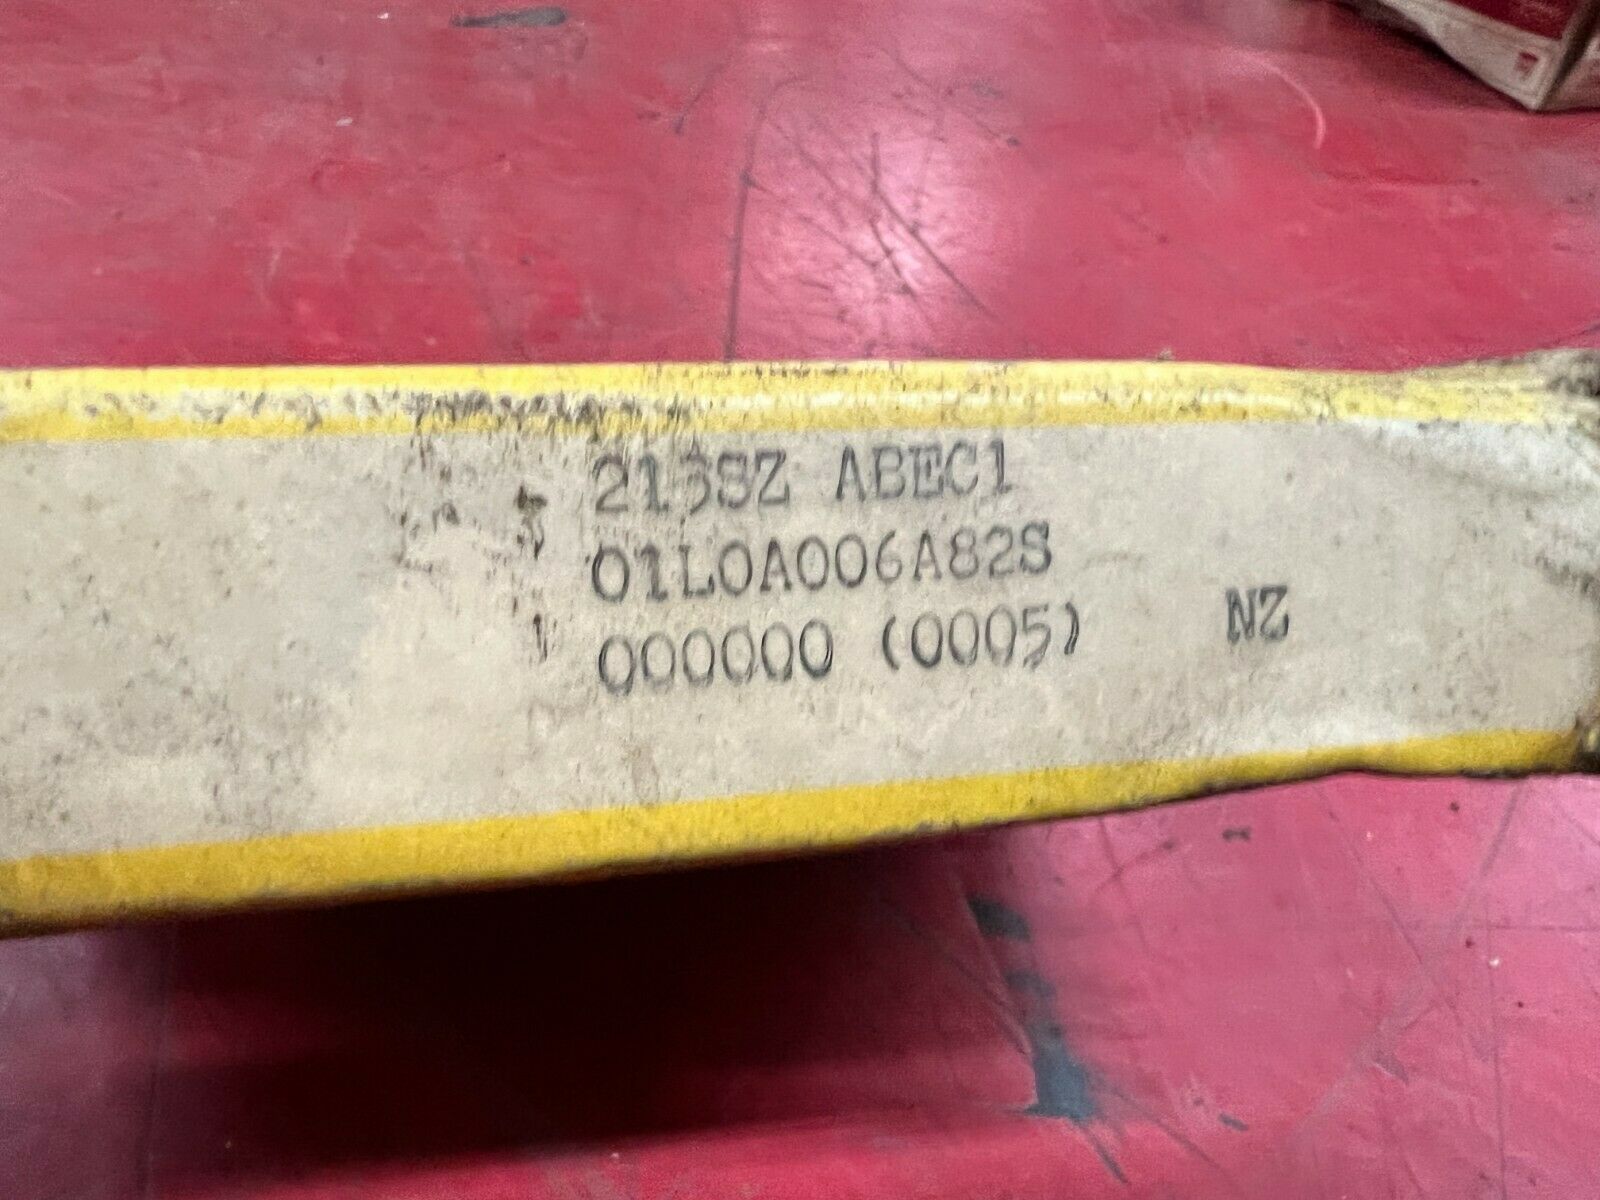 213SZ ABEC1
01L0A006A82S
000000 (0005)
NZ